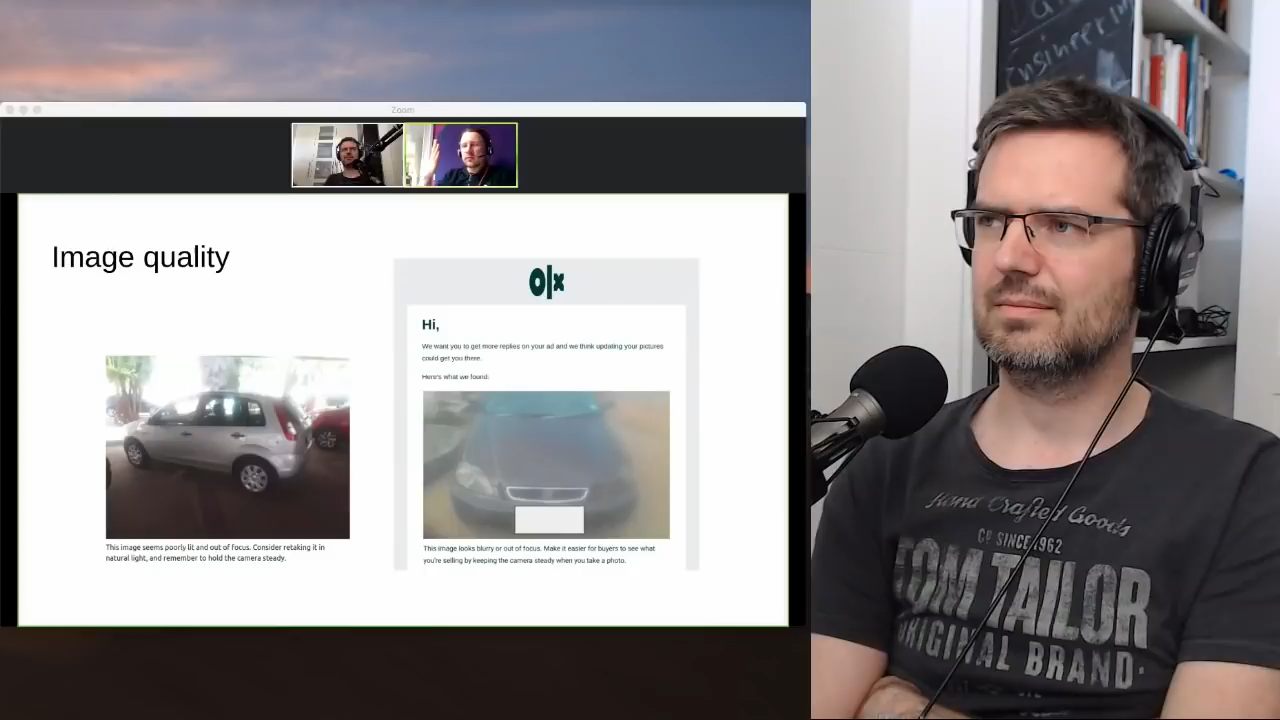 Zoom
Image quality
olx
Hi,
We want you to get more replies on your ad and we think updating your pictures
could get you there.
Here's what we found:
This image seems poorly lit and out of focus. Consider retaking it in
natural light, and remember to hold the camera steady.
This image looks blurry or out of focus. Make it easier for buyers to see what
you're selling by keeping the camera steady when you take a photo.
Engineering
Hand Crafted Goods
CO SINCE 1962
TOM TAILOR
ORIGINAL BRAND.